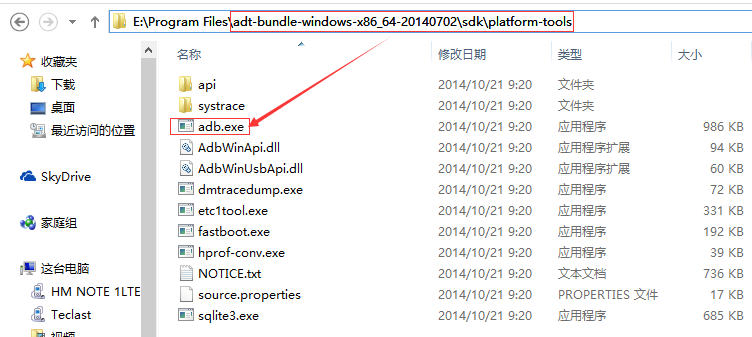 E:\Program Files\adt-bundle-windows-x86_64-20140702\sdk\platform-tools
名称 修改日期 类型 大小
收藏夹
下载
桌面
最近访问的位置
SkyDrive
家庭组
这台电脑
HM NOTE 1LTE
Teclast
视频
api 2014/10/21 9:20 文件夹
systrace 2014/10/21 9:20 文件夹
adb.exe 2014/10/21 9:20 应用程序 986 KB
AdbWinApi.dll 2014/10/21 9:20 应用程序扩展 94 KB
AdbWinUsbApi.dll 2014/10/21 9:20 应用程序扩展 60 KB
dmtracedump.exe 2014/10/21 9:20 应用程序 72 KB
etc1tool.exe 2014/10/21 9:20 应用程序 331 KB
fastboot.exe 2014/10/21 9:20 应用程序 192 KB
hprof-conv.exe 2014/10/21 9:20 应用程序 39 KB
NOTICE.txt 2014/10/21 9:20 文本文档 736 KB
source.properties 2014/10/21 9:20 PROPERTIES 文件 17 KB
sqlite3.exe 2014/10/21 9:20 应用程序 685 KB